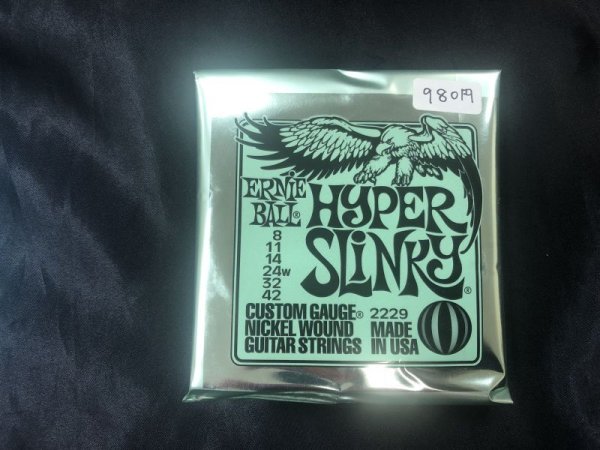 980円
ERNIE BALL®
HYPER
SLINKY®
8
11
14
24w
32
42
CUSTOM GAUGE® 2229
NICKEL WOUND MADE
GUITAR STRINGS IN USA